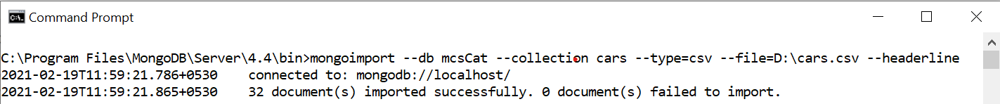 Command Prompt
C:\Program Files\MongoDB\Server\4.4\bin>mongoimport --db mcsCat --collection cars --type=csv --file=D:\cars.csv --headerline
2021-02-19T11:59:21.786+0530    connected to: mongodb://localhost/
2021-02-19T11:59:21.865+0530    32 document(s) imported successfully. 0 document(s) failed to import.